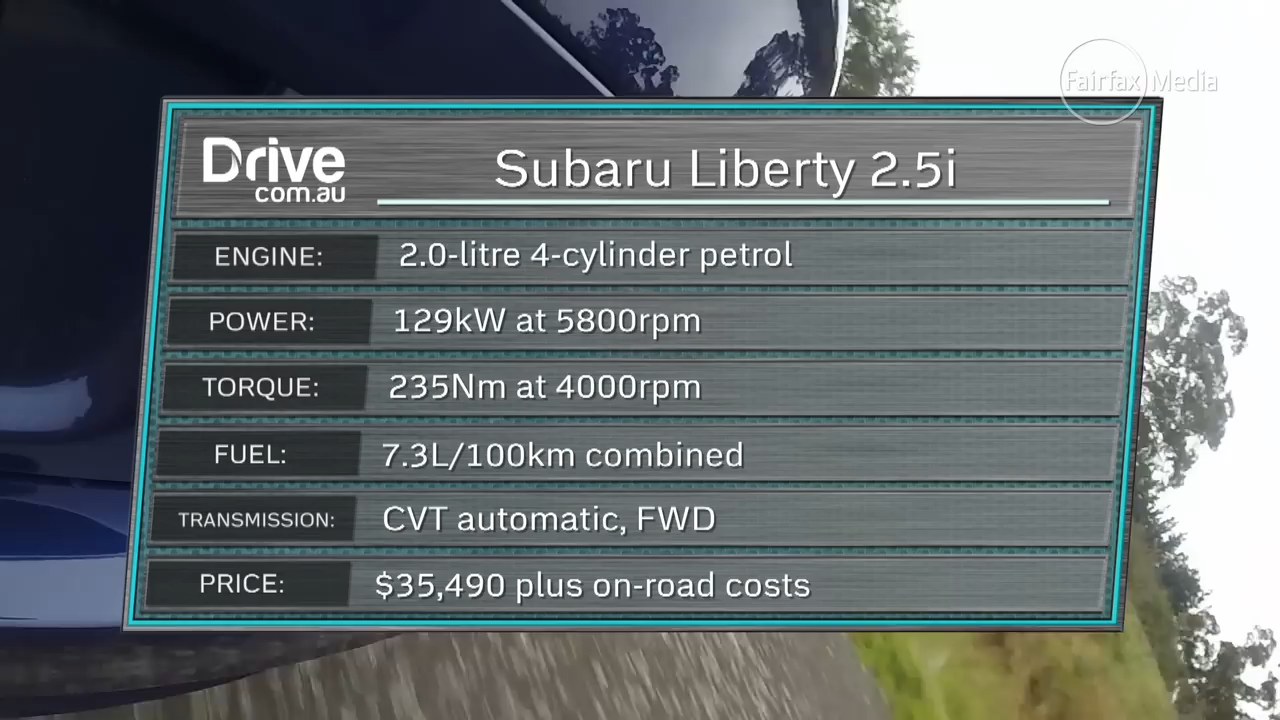 Fairfax Media
Drive
com.au
Subaru Liberty 2.5i
ENGINE: 2.0-litre 4-cylinder petrol
POWER: 129kW at 5800rpm
TORQUE: 235Nm at 4000rpm
FUEL: 7.3L/100km combined
TRANSMISSION: CVT automatic, FWD
PRICE: $35,490 plus on-road costs